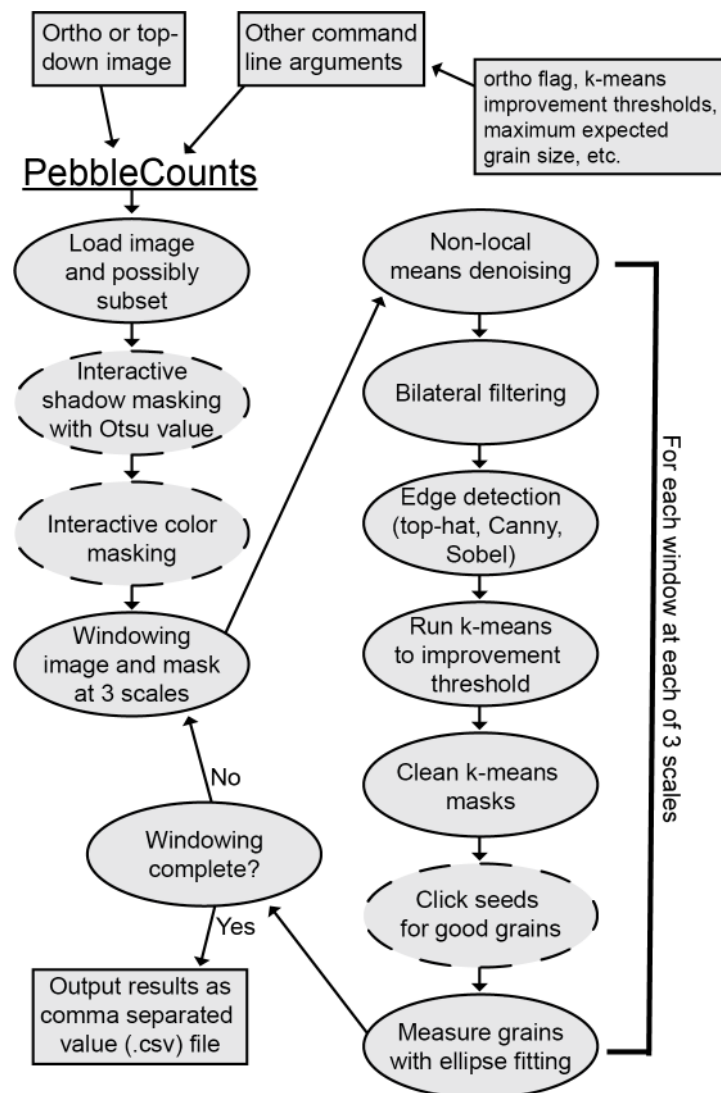 Ortho or top-
down image
Other command
line arguments
ortho flag, k-means
improvement thresholds,
maximum expected
grain size, etc.
PebbleCounts
Load image
and possibly
subset
Interactive
shadow masking
with Otsu value
Interactive color
masking
Windowing
image and mask
at 3 scales
No
Windowing
complete?
Yes
Output results as
comma separated
value (.csv) file
Non-local
means denoising
Bilateral filtering
Edge detection
(top-hat, Canny,
Sobel)
Run k-means
to improvement
threshold
Clean k-means
masks
Click seeds
for good grains
Measure grains
with ellipse fitting
For each window at each of 3 scales